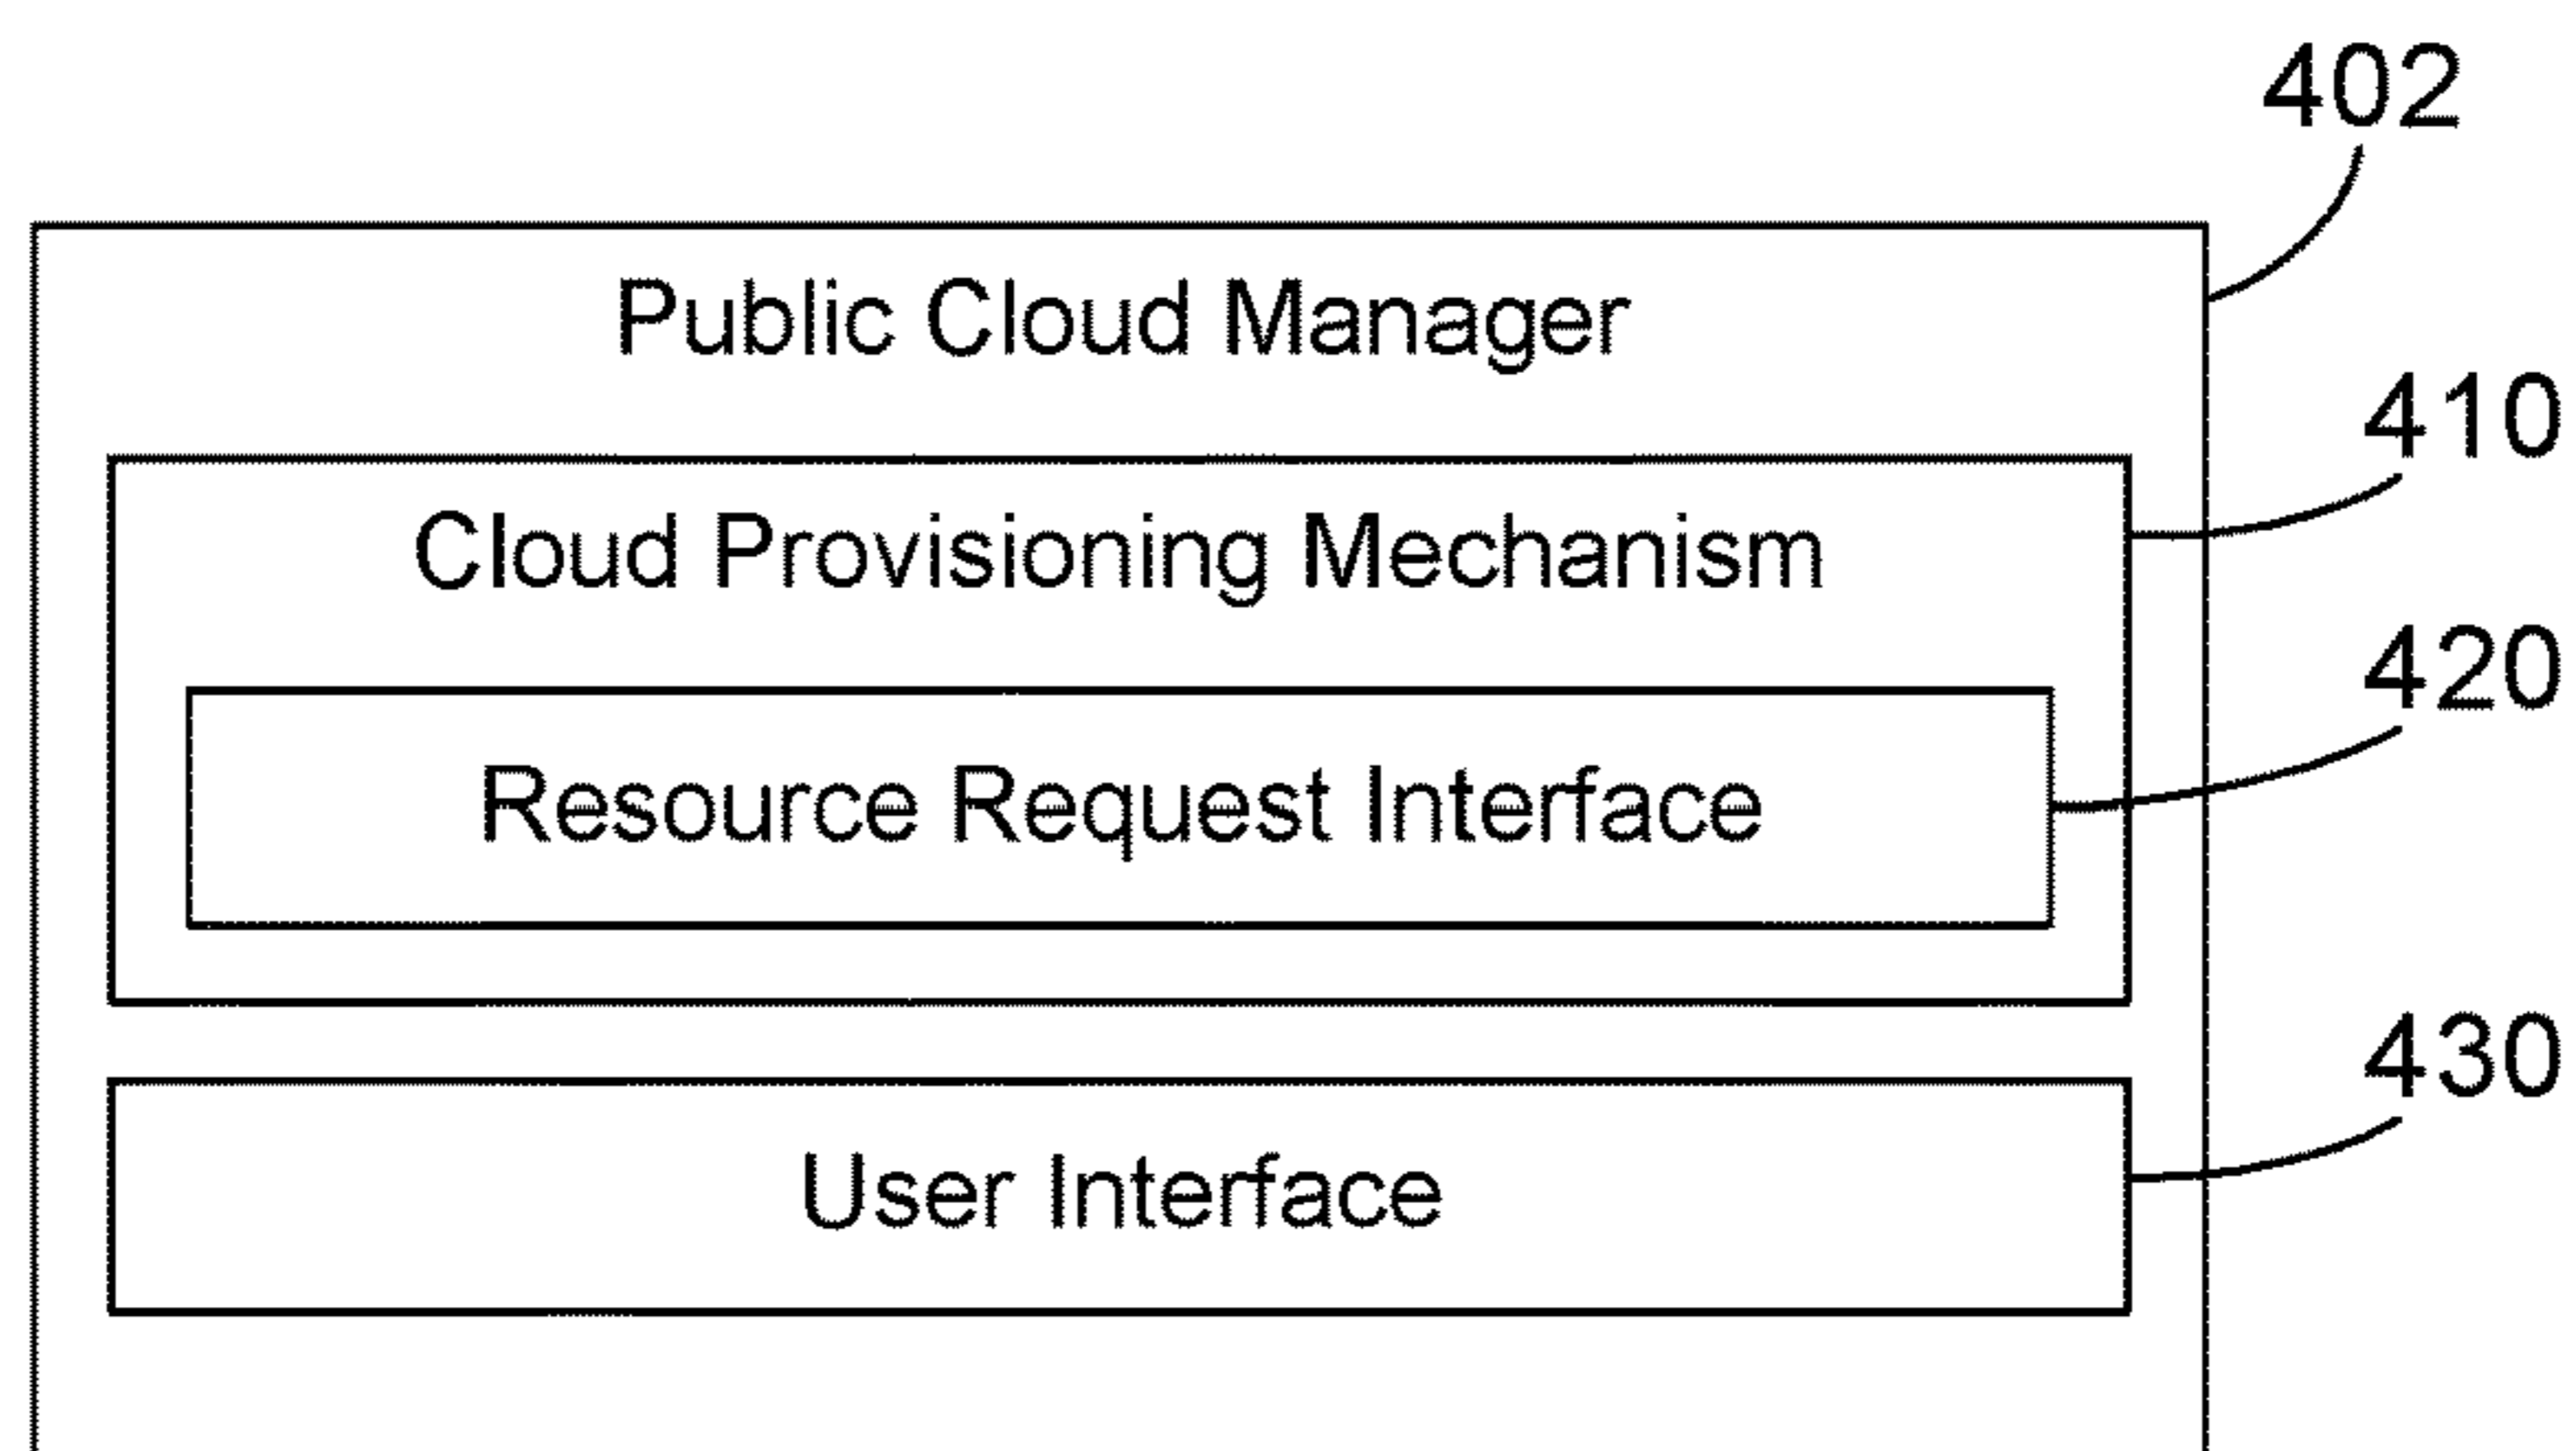 402
Public Cloud Manager
410
Cloud Provisioning Mechanism
420
Resource Request Interface
430
User Interface